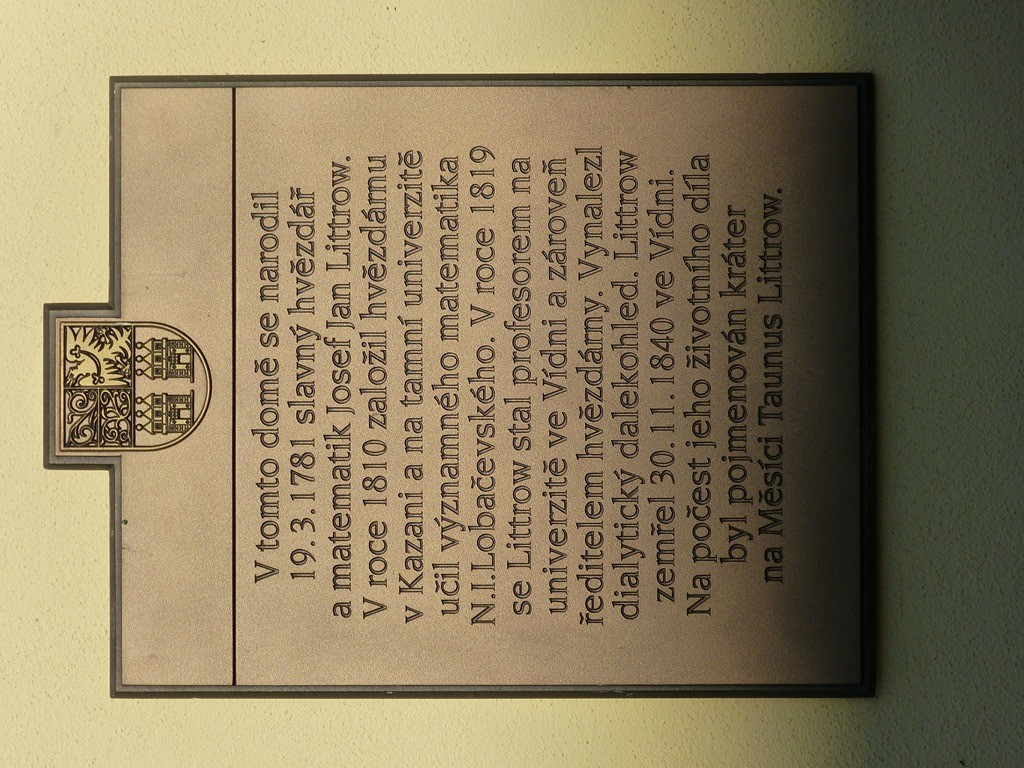 V tomto domě se narodil
19.3.1781 slavný hvězdář
a matematik Josef Jan Littrow.
V roce 1810 založil hvězdárnu
v Kazani a na tamní univerzitě
učil významného matematika
N.I.Lobačevského. V roce 1819
se Littrow stal profesorem na
univerzitě ve Vídni a zároveň
ředitelem hvězdárny. Vynalezl
dialytický dalekohled. Littrow
zemřel 30.11.1840 ve Vídni.
Na počest jeho životního díla
byl pojmenován kráter
na Měsíci Taurus Littrow.